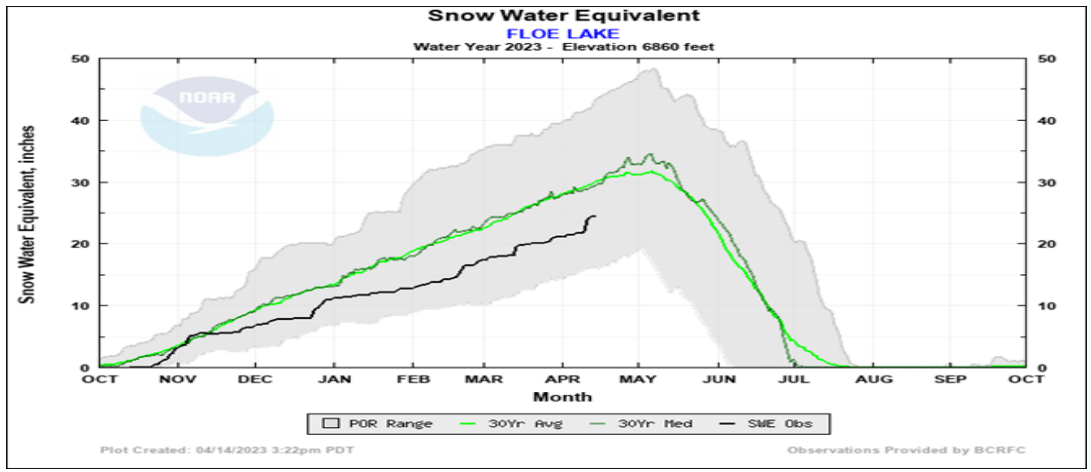 Snow Water Equivalent
FLOE LAKE
Water Year 2023 - Elevation 6860 feet
Snow Water Equivalent, inches
50
40
30
20
10
0
NOAA
50
40
30
20
10
0
OCT NOV DEC JAN FEB MAR APR MAY JUN JUL AUG SEP OCT
Month
POR Range 30Yr Avg 30Yr Med SWE Obs
Plot Created: 04/14/2023 3:22pm PDT Observations Provided by BCRFC